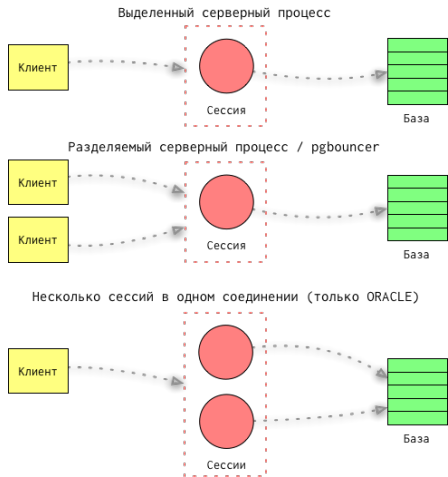 Выделенный серверный процесс
Клиент
Сессия
База
Разделяемый серверный процесс / pgbouncer
Клиент
Клиент
Сессия
База
Несколько сессий в одном соединении (только ORACLE)
Клиент
Сессии
База